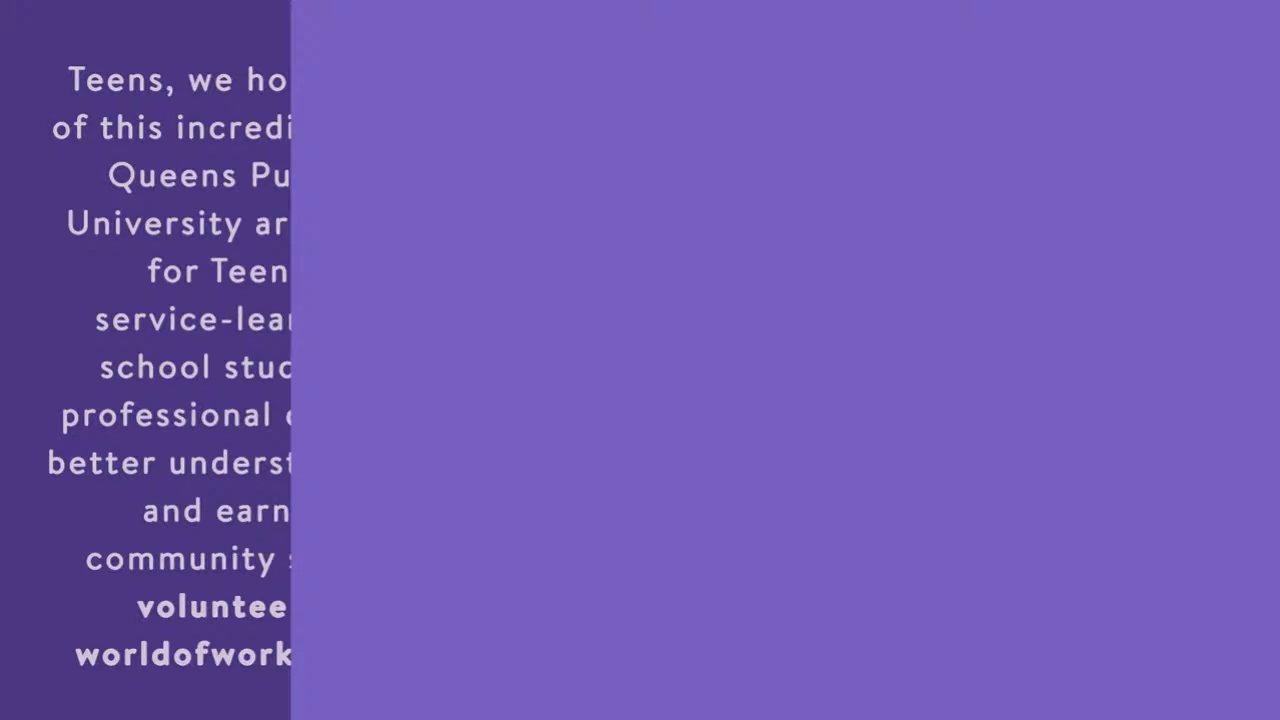 Teens, we ho
of this incredi
Queens Pu
University ar
for Teen
service-lear
school stud
professional
better underst
and earn
community
voluntee
worldofwork